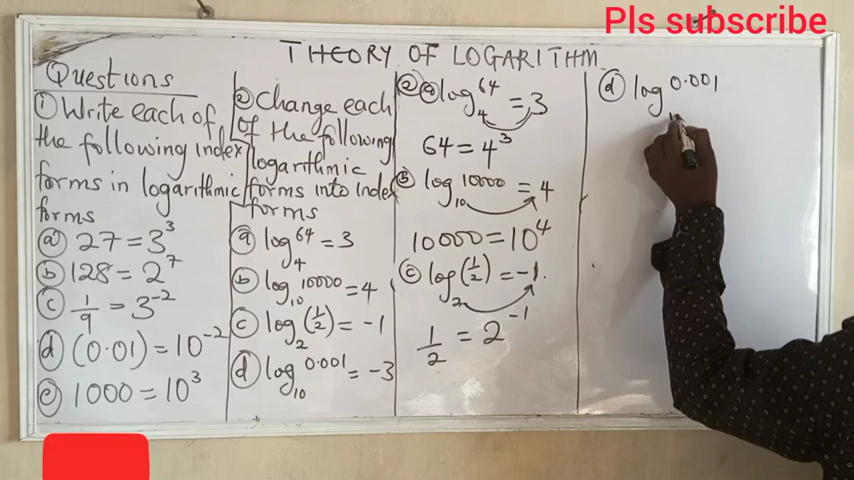 Pls subscribe
THEORY OF LOGARITHM
Questions
① Write each of
the following index
forms in logarithmic
forms
ⓐ 27 = 3³
ⓑ 128 = 2⁷
ⓒ 1/9 = 3⁻²
ⓓ (0·01) = 10⁻²
ⓔ 1000 = 10³
② Change each
of the following
logarithmic
forms into Index
forms
ⓐ log₄ 64 = 3
ⓑ log₁₀ 10000 = 4
ⓒ log₂ (1/2) = -1
ⓓ log₁₀ 0·001 = -3
② ⓐ log₄ 64 = 3
64 = 4³
ⓑ log₁₀ 10000 = 4
10000 = 10⁴
ⓒ log₂ (1/2) = -1.
1/2 = 2⁻¹
ⓓ log 0·001